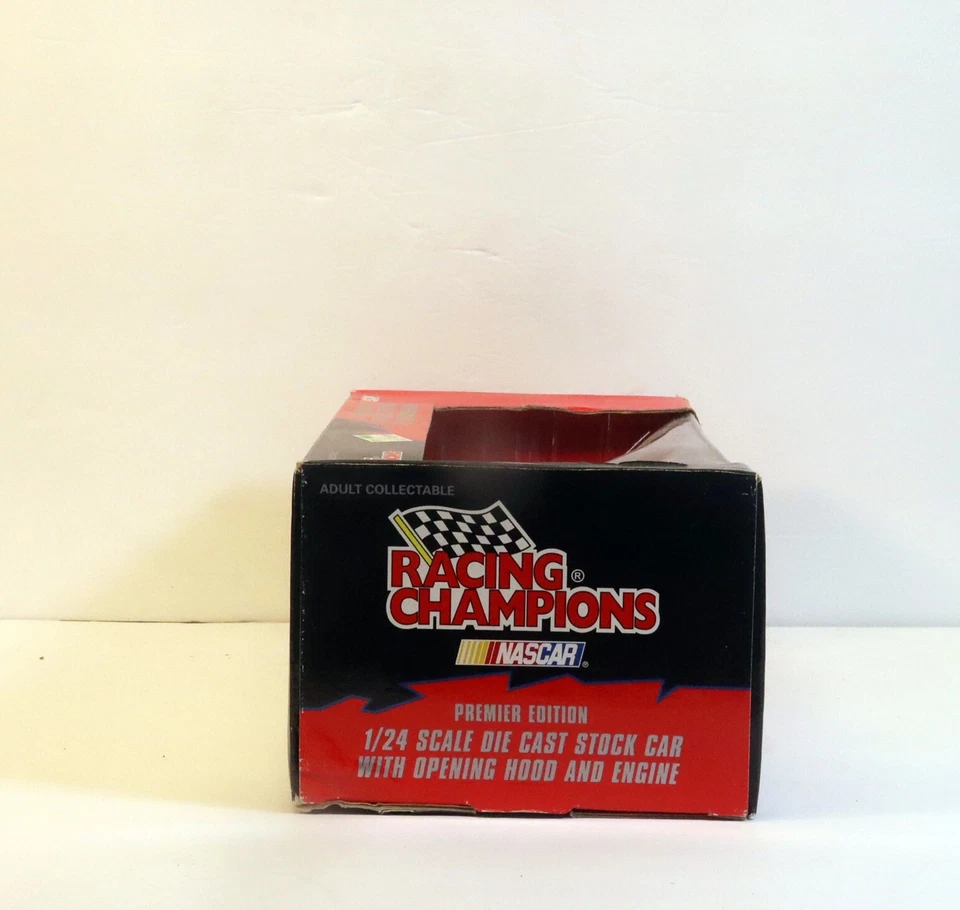 ADULT COLLECTABLE
RACING ®
CHAMPIONS
NASCAR ®
PREMIER EDITION
1/24 SCALE DIE CAST STOCK CAR
WITH OPENING HOOD AND ENGINE